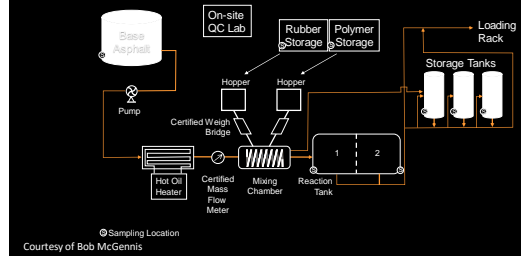 Base
Asphalt
S
On-site
QC Lab
Rubber
Storage
S
Polymer
Storage
S
Loading
Rack
Storage Tanks
S
S
S
Hopper
Hopper
Pump
Certified Weigh
Bridge
1
2
S
S
Hot Oil
Heater
Certified
Mass
Flow
Meter
Mixing
Chamber
Reaction
Tank
S Sampling Location
Courtesy of Bob McGennis